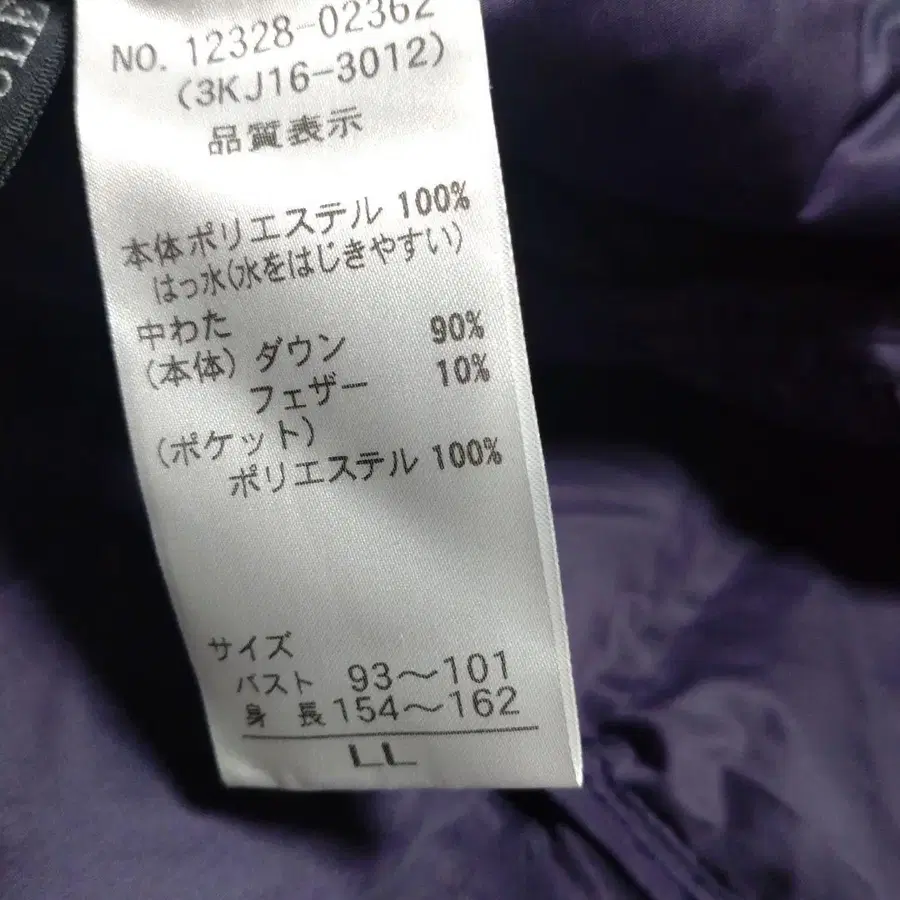 NO. 12328-02362
(3KJ16-3012)
品質表示
本体ポリエステル 100%
はっ水(水をはじきやすい)
中わた
(本体) ダウン 90%
フェザー 10%
(ポケット)
ポリエステル 100%
サイズ
バスト 93〜101
身 長 154〜162
LL